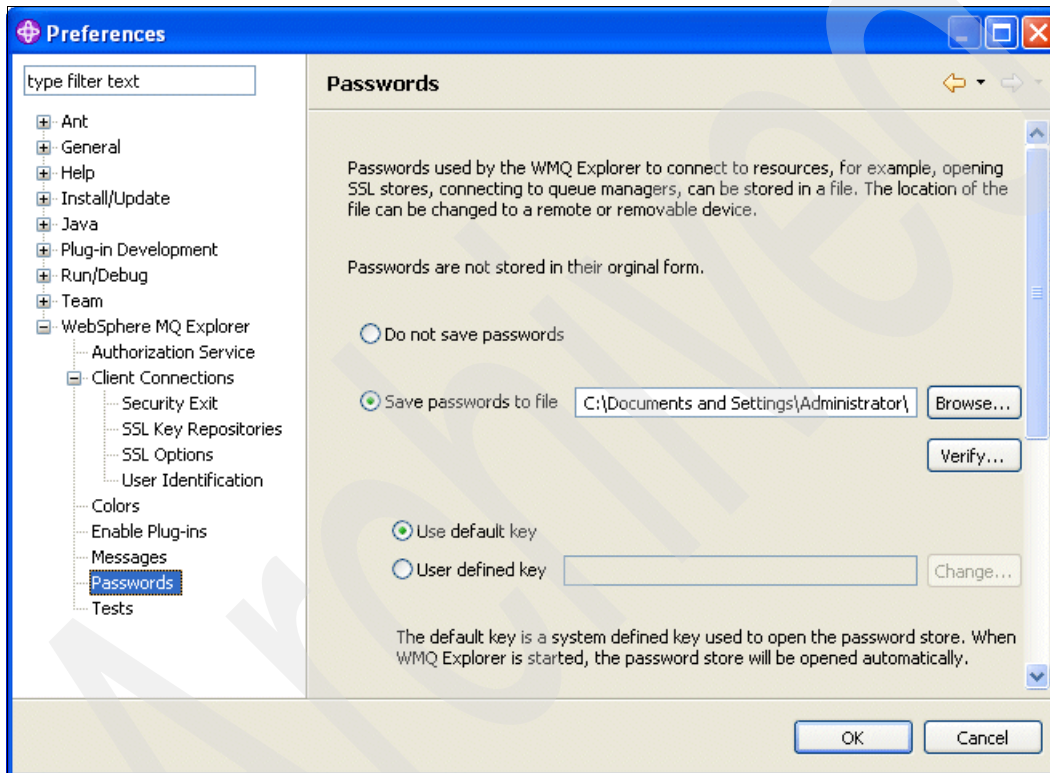 Preferences
type filter text
Passwords
Ant
General
Help
Install/Update
Java
Plug-in Development
Run/Debug
Team
WebSphere MQ Explorer
Authorization Service
Client Connections
Security Exit
SSL Key Repositories
SSL Options
User Identification
Colors
Enable Plug-ins
Messages
Passwords
Tests
Passwords used by the WMQ Explorer to connect to resources, for example, opening
SSL stores, connecting to queue managers, can be stored in a file. The location of the
file can be changed to a remote or removable device.
Passwords are not stored in their orginal form.
Do not save passwords
Save passwords to file C:\Documents and Settings\Administrator\ Browse...
Verify...
Use default key
User defined key Change...
The default key is a system defined key used to open the password store. When
WMQ Explorer is started, the password store will be opened automatically.
OK Cancel
Archived